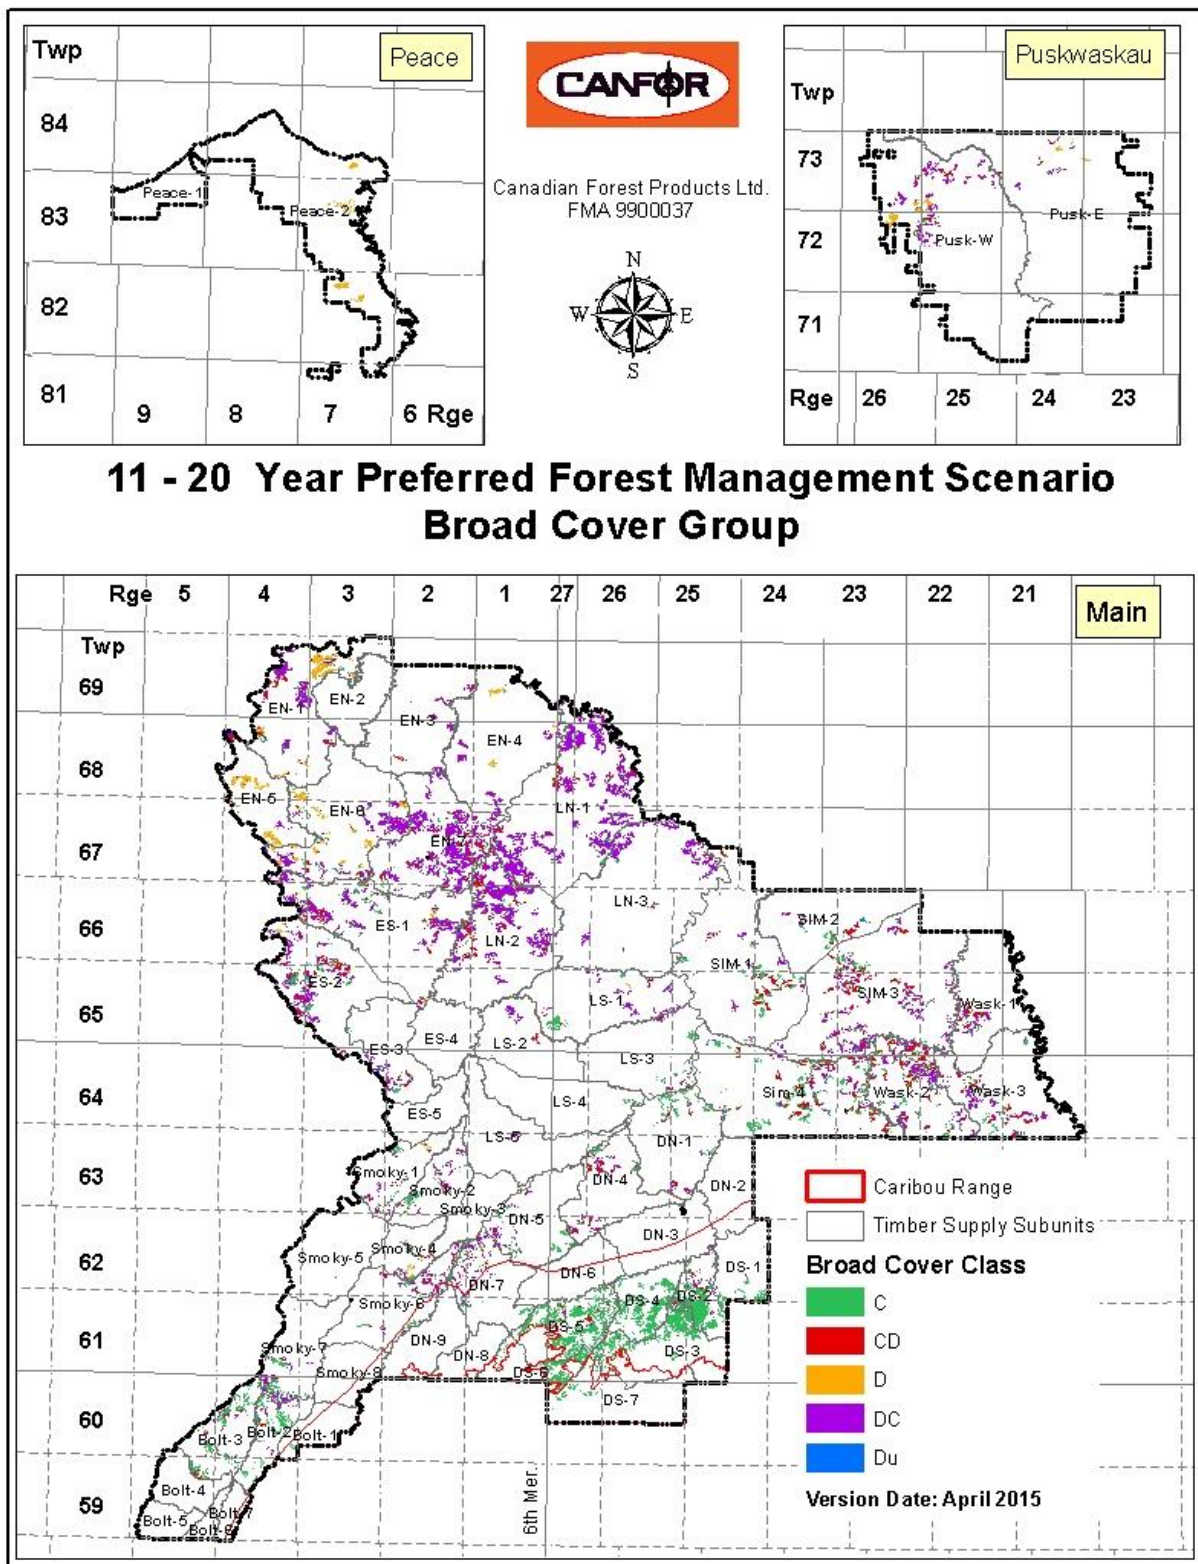 Twp
Peace
84
83
82
81
Peace-1
Peace-2
9 8 7 6 Rge
CANFOR
Canadian Forest Products Ltd.
FMA 9900037
N
W E
S
Puskwaskau
Twp
73
72
71
Pusk-W
Pusk-E
Rge 26 25 24 23
11 - 20 Year Preferred Forest Management Scenario
Broad Cover Group
Rge 5 4 3 2 1 27 26 25 24 23 22 21
Main
Twp
69
EN-1
EN-2
EN-3
EN-4
68
EN-5
EN-6
LN-1
67
EN-7
LN-3
66
ES-1
LN-2
SIM-2
SIM-1
ES-2
SIM-3
65
LS-1
Wask-1
ES-3
ES-4
LS-2
LS-3
64
ES-5
LS-4
Sim-4
Wask-2
Wask-3
LS-5
DN-1
63
Smoky-1
Smoky-2
Smoky-3
DN-4
DN-2
DN-5
DN-3
62
Smoky-5
Smoky-4
DN-7
DN-6
DS-1
Smoky-6
DS-4
DS-2
61
DN-9
DS-5
Smoky-7
DN-8
DS-3
Smoky-8
DS-6
DS-7
60
Bolt-3
Bolt-2
Bolt-1
59
Bolt-4
Bolt-5
Bolt-7
Bolt-6
6th Mer.
Caribou Range
Timber Supply Subunits
Broad Cover Class
C
CD
D
DC
Du
Version Date: April 2015